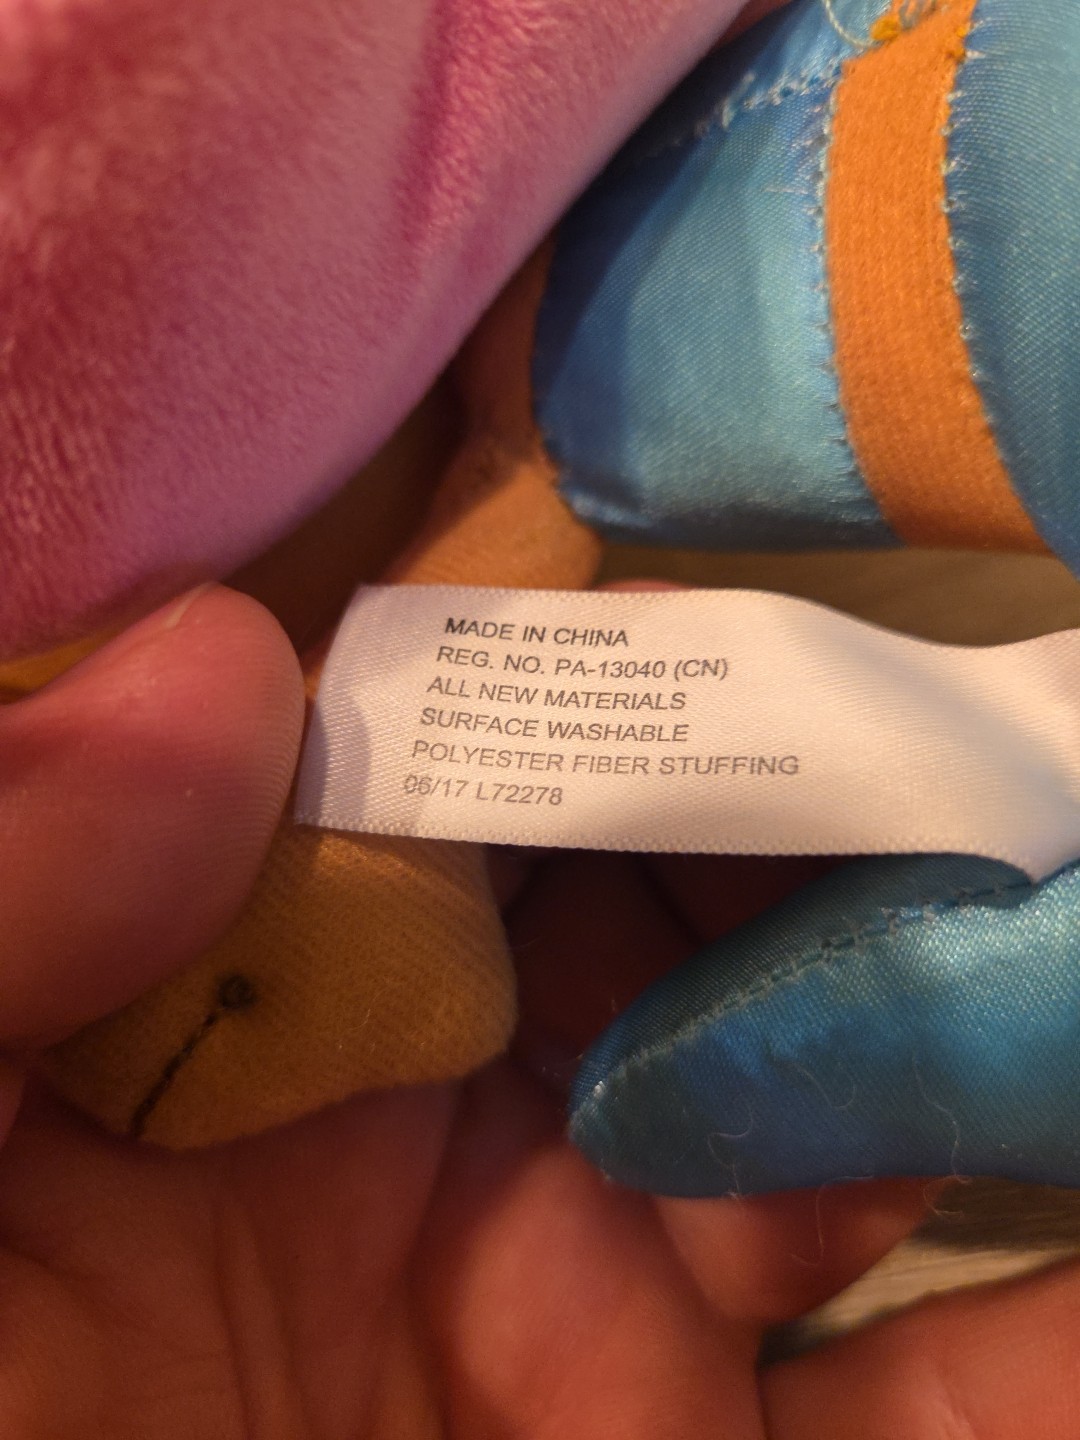 MADE IN CHINA
REG. NO. PA-13040 (CN)
ALL NEW MATERIALS
SURFACE WASHABLE
POLYESTER FIBER STUFFING
06/17 L72278